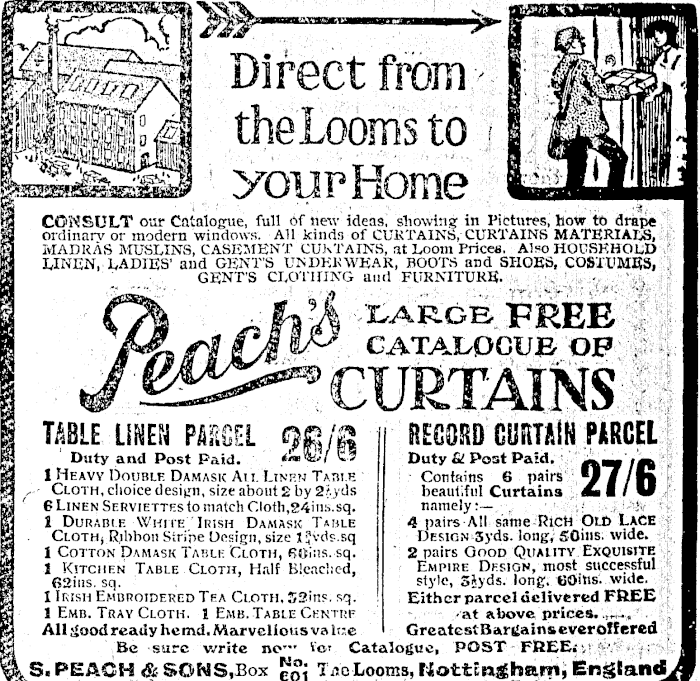 Direct from
the Looms to
your Home
CONSULT our Catalogue, full of new ideas, showing in Pictures, how to drape
ordinary or modern windows. All kinds of CURTAINS, CURTAINS MATERIALS,
MADRAS MUSLINS, CASEMENT CURTAINS, at Loom Prices. Also HOUSEHOLD
LINEN, LADIES' and GENT'S UNDERWEAR, BOOTS and SHOES, COSTUMES,
GENT'S CLOTHING and FURNITURE.
Peach's
LARGE FREE
CATALOGUE OF
CURTAINS
TABLE LINEN PARCEL 26/6
Duty and Post Paid.
1 HEAVY DOUBLE DAMASK ALL LINEN TABLE
CLOTH, choice design, size about 2 by 2½yds
6 LINEN SERVIETTES to match Cloth, 24ins. sq.
1 DURABLE WHITE IRISH DAMASK TABLE
CLOTH, Ribbon Stripe Design, size yds.sq
1 COTTON DAMASK TABLE CLOTH, ins. sq.
1 KITCHEN TABLE CLOTH, Half Bleached,
62ins. sq.
1 IRISH EMBROIDERED TEA CLOTH, 32ins. sq.
1 EMB. TRAY CLOTH. 1 EMB. TABLE CENTRE
All good ready hemd. Marvellous value
RECORD CURTAIN PARCEL
Duty & Post Paid.
Contains 6 pairs
beautiful Curtains
namely:—
27/6
4 pairs All same RICH OLD LACE
DESIGN 3yds. long, 50ins. wide.
2 pairs GOOD QUALITY EXQUISITE
EMPIRE DESIGN, most successful
style, 3½yds. long, 60ins. wide.
Either parcel delivered FREE
at above prices.
Greatest Bargains ever offered
Be sure write now for Catalogue, POST FREE.
S. PEACH & SONS, Box No. 601 The Looms, Nottingham, England